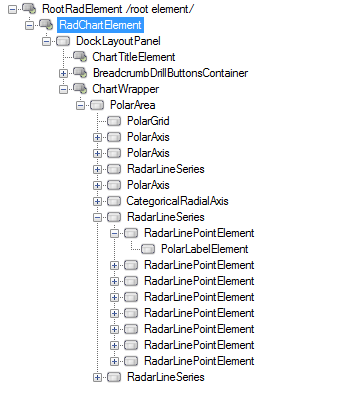 RootRadElement /root element/
RadChartElement
DockLayoutPanel
ChartTitleElement
BreadcrumbDrillButtonsContainer
ChartWrapper
PolarArea
PolarGrid
PolarAxis
PolarAxis
RadarLineSeries
PolarAxis
CategoricalRadialAxis
RadarLineSeries
RadarLinePointElement
PolarLabelElement
RadarLinePointElement
RadarLinePointElement
RadarLinePointElement
RadarLinePointElement
RadarLinePointElement
RadarLinePointElement
RadarLinePointElement
RadarLineSeries